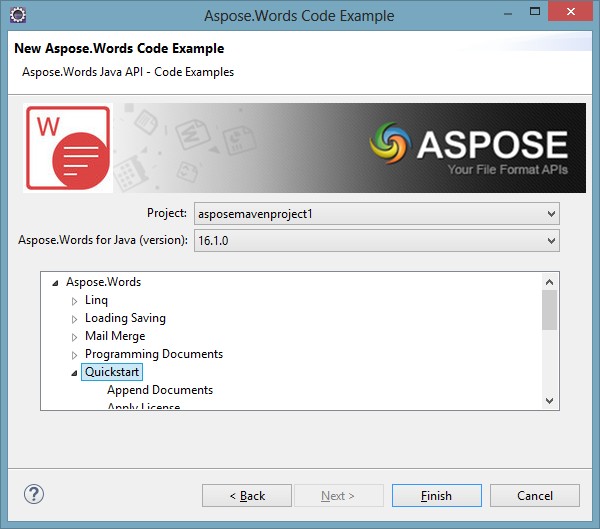 Aspose.Words Code Example
New Aspose.Words Code Example
Aspose.Words Java API - Code Examples
W
ASPOSE
Your File Format APIs
Project: asposemavenproject1
Aspose.Words for Java (version): 16.1.0
Aspose.Words
Linq
Loading Saving
Mail Merge
Programming Documents
Quickstart
Append Documents
Apply License
? < Back Next > Finish Cancel